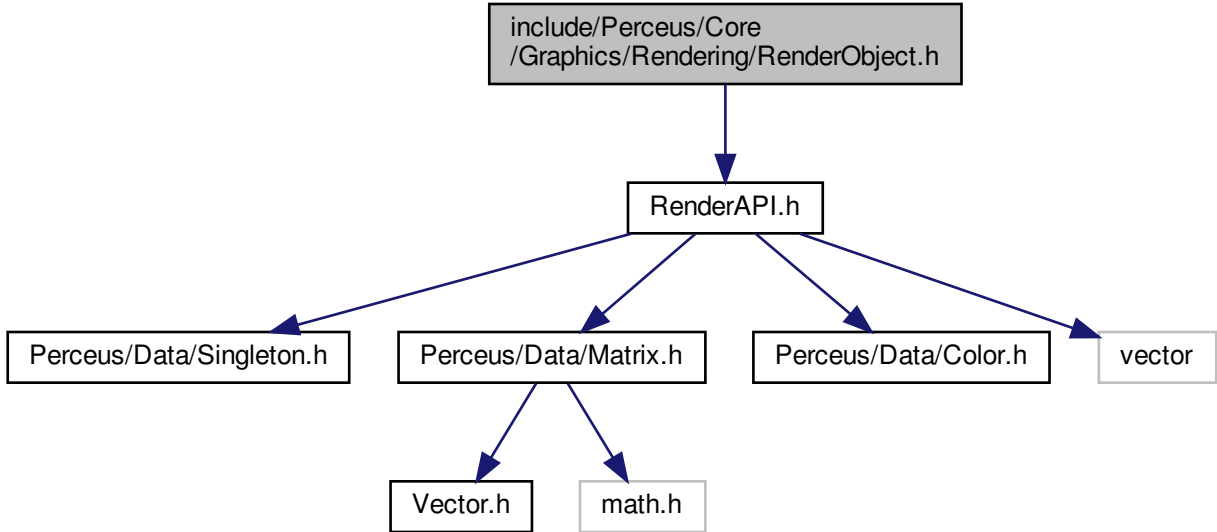 include/Perceus/Core
/Graphics/Rendering/RenderObject.h
RenderAPI.h
Perceus/Data/Singleton.h
Perceus/Data/Matrix.h
Perceus/Data/Color.h
vector
Vector.h
math.h